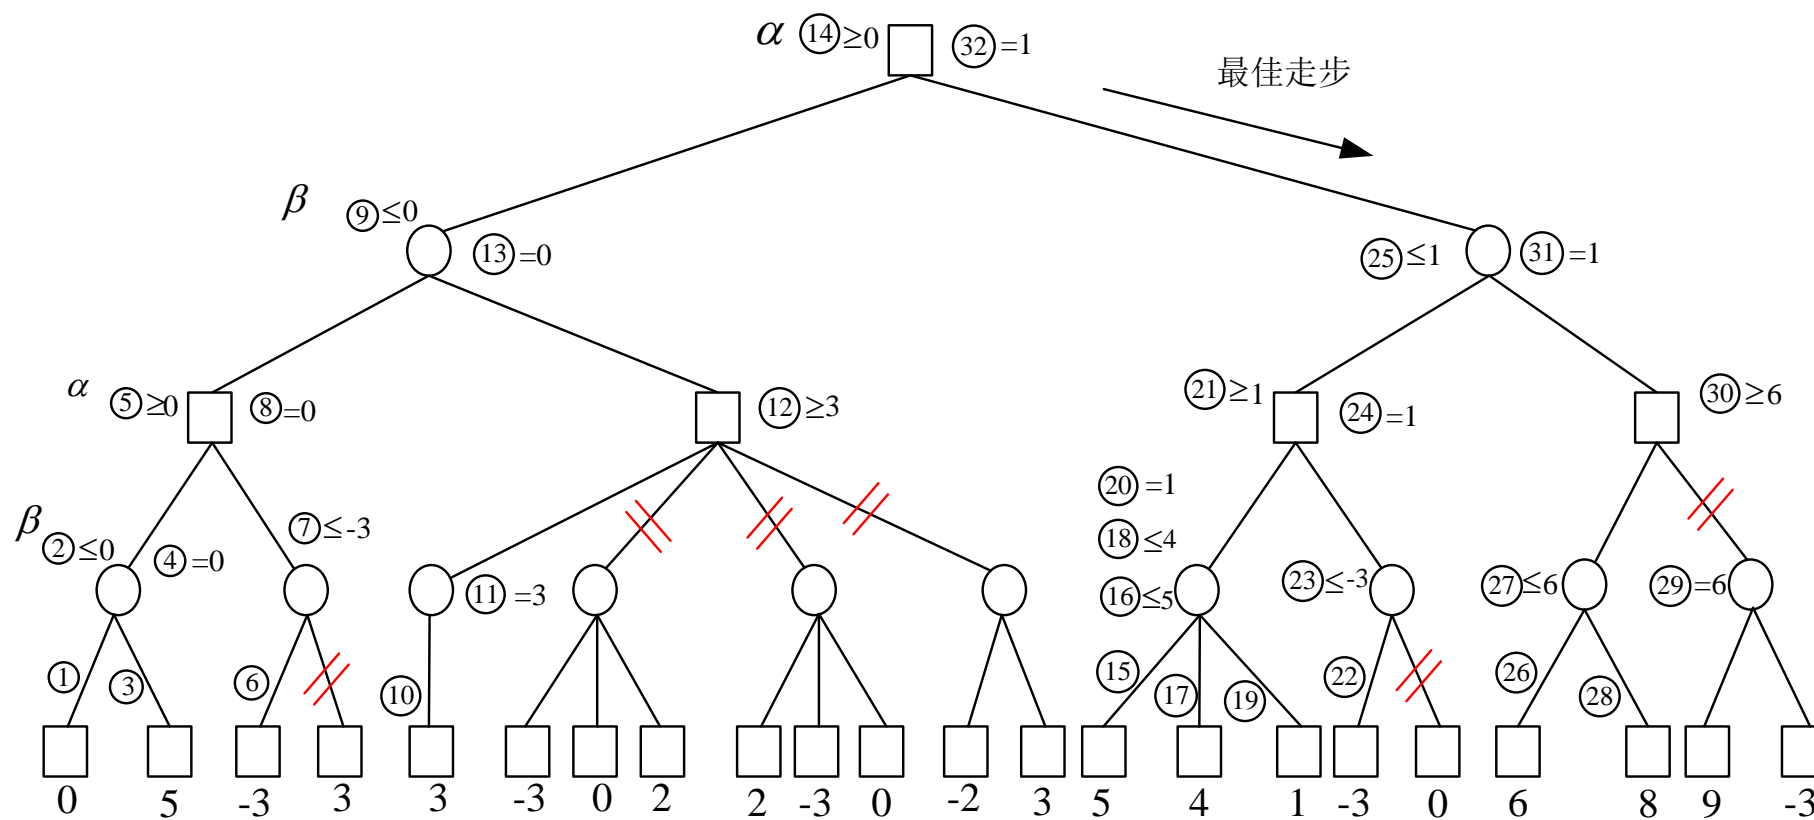 α ⑭≥0 ㉜=1
最佳走步
β ⑨≤0
⑬=0
㉕≤1 ㉛=1
α ⑤≥0 ⑧=0
⑫≥3
㉑≥1 ㉔=1
㉚≥6
β ②≤0 ④=0
⑦≤-3
⑪=3
⑳=1
⑱≤4
⑯≤5
㉓≤-3
㉗≤6
㉙=6
① ③ ⑥ ⑩ ⑮ ⑰ ⑲ ㉒ ㉖ ㉘
0 5 -3 3 3 -3 0 2 2 -3 0 -2 3 5 4 1 -3 0 6 8 9 -3